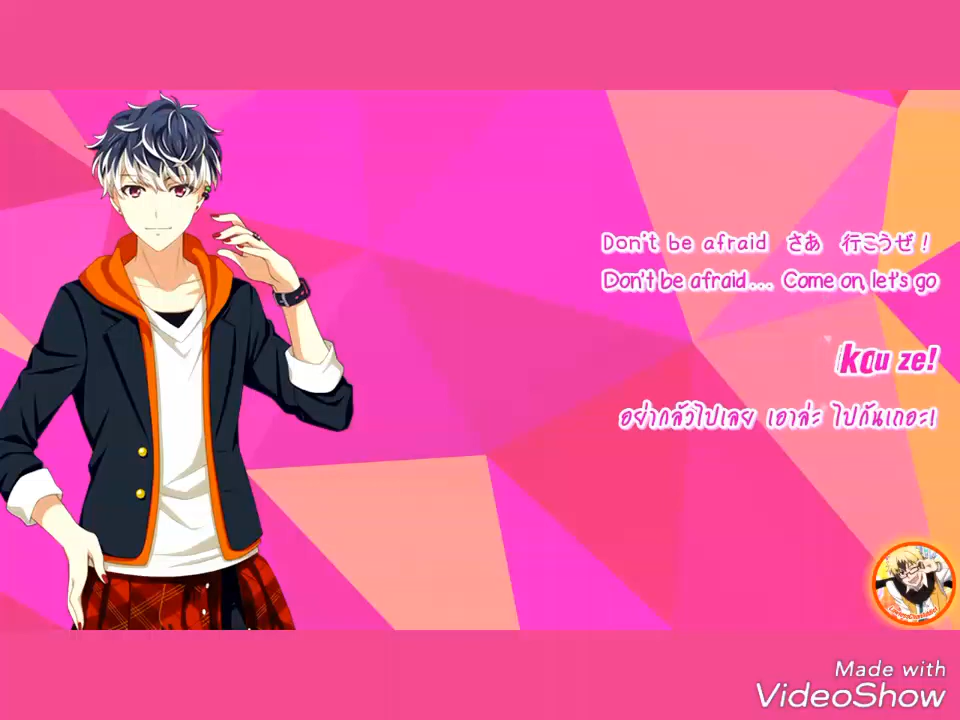 Don't be afraid さあ 行こうぜ！
Don't be afraid... Come on, let's go
kou ze!
อย่ากลัวไปเลย เอาล่ะ ไปกันเถอะ!
Made with
VideoShow